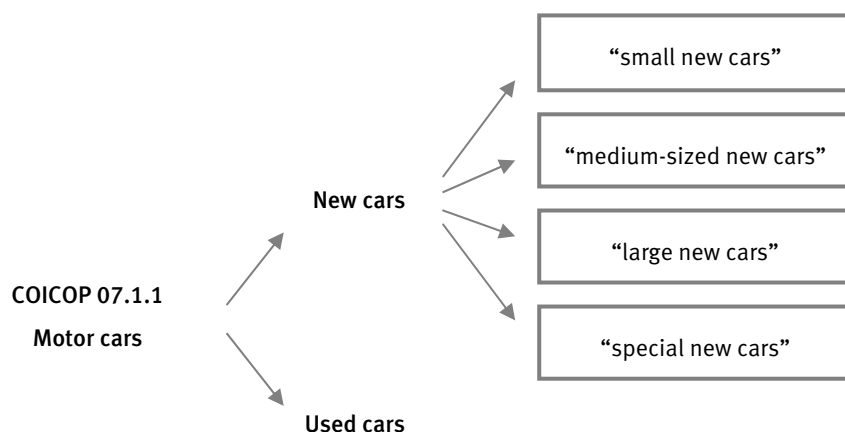 “small new cars”
“medium-sized new cars”
New cars
“large new cars”
COICOP 07.1.1
Motor cars
“special new cars”
Used cars